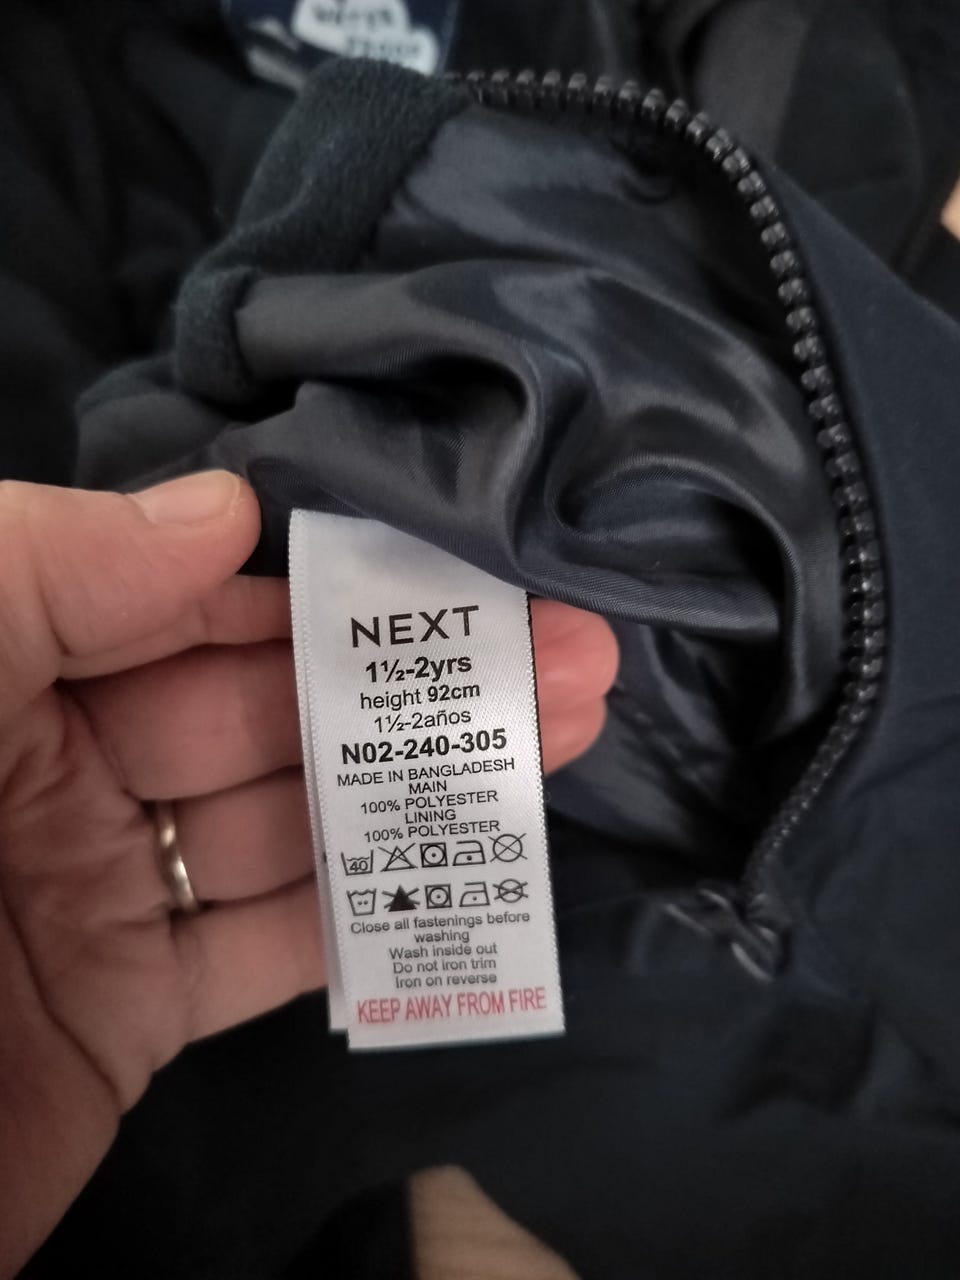 NEXT
1½-2yrs
height 92cm
1½-2años
N02-240-305
MADE IN BANGLADESH
MAIN
100% POLYESTER
LINING
100% POLYESTER
40
Close all fastenings before
washing
Wash inside out
Do not iron trim
Iron on reverse
KEEP AWAY FROM FIRE